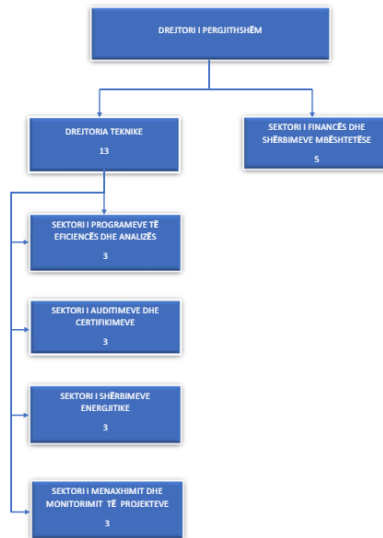 DREJTORI I PERGJITHSHËM
DREJTORIA TEKNIKE
13
SEKTORI I FINANCËS DHE
SHËRBIMEVE MBËSHTETËSE
5
SEKTORI I PROGRAMEVE TË
EFICIENCËS DHE ANALIZËS
3
SEKTORI I AUDITIMEVE DHE
CERTIFIKIMEVE
3
SEKTORI I SHËRBIMEVE
ENERGJITIKE
3
SEKTORI I MENAXHIMIT DHE
MONITORIMIT TË PROJEKTEVE
3